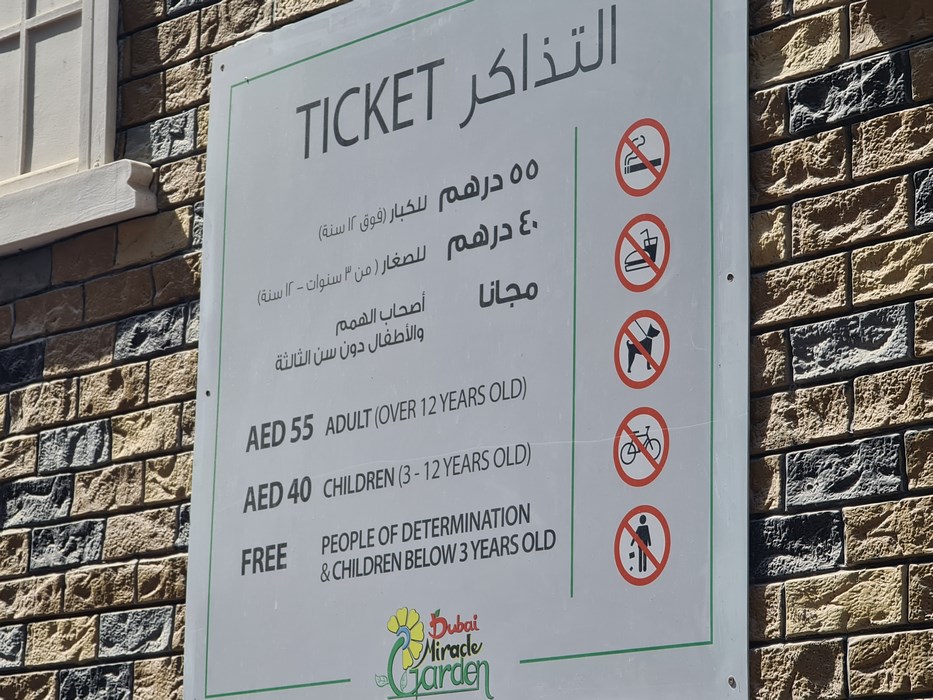 TICKET التذاكر
٥٥ درهم للكبار (فوق ١٢ سنة)
٤٠ درهم للصغار (من ٣ سنوات – ١٢ سنة)
مجانا أصحاب الهمم
والأطفال دون سن الثالثة
AED 55 ADULT (OVER 12 YEARS OLD)
AED 40 CHILDREN (3 - 12 YEARS OLD)
FREE PEOPLE OF DETERMINATION
& CHILDREN BELOW 3 YEARS OLD
Dubai
Miracle
Garden